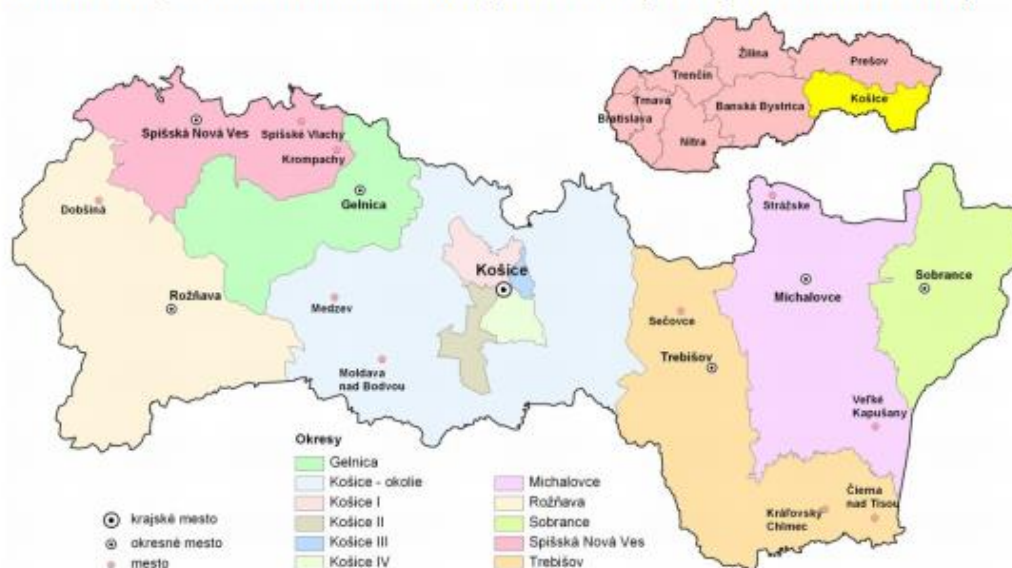 Žilina
Prešov
Trenčín
Košice
Trnava
Banská Bystrica
Bratislava
Nitra
Spišská Nová Ves
Spišské Vlachy
Krompachy
Dobšiná
Gelnica
Strážske
Košice
Sobrance
Michalovce
Rožňava
Medzev
Sečovce
Trebišov
Moldava
nad Bodvou
Veľké
Kapušany
Čierna
nad Tisou
Kráľovský
Chlmec
Okresy
Gelnica
Košice - okolie
Košice I
Košice II
Košice III
Košice IV
Michalovce
Rožňava
Sobrance
Spišská Nová Ves
Trebišov
krajské mesto
okresné mesto
mesto